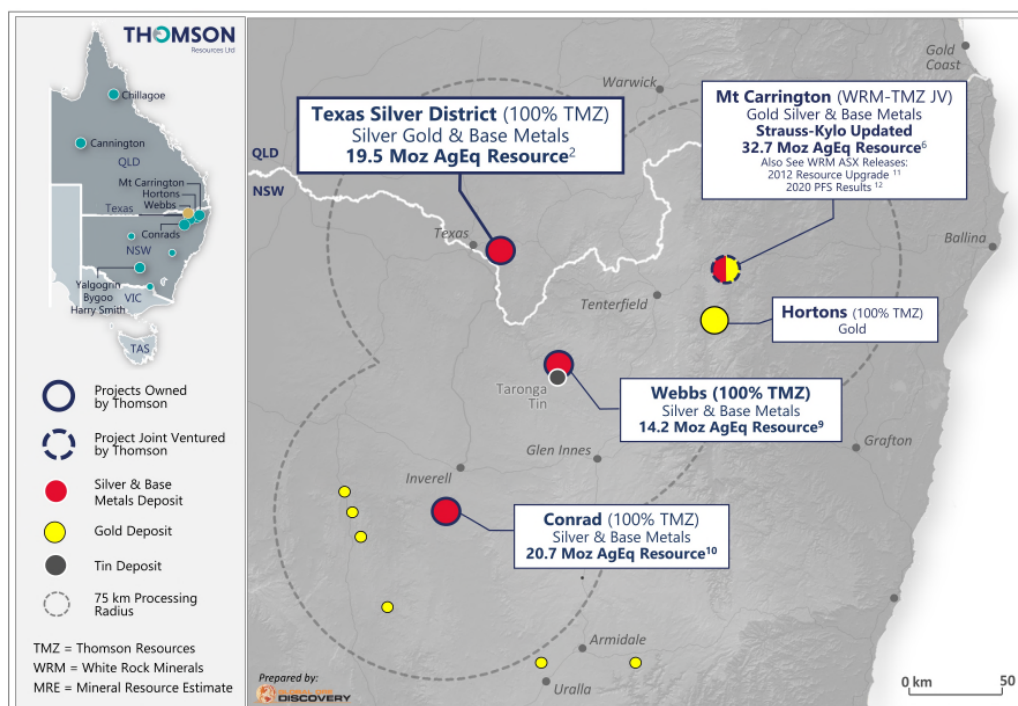 THOMSON
Resources Ltd
Chillagoe
Cannington
QLD
Mt Carrington
Hortons
Webbs
Texas
Conrads
NSW
Yalgogrin
Bygoo
Harry Smith
VIC
TAS
Projects Owned
by Thomson
Project Joint Ventured
by Thomson
Silver & Base
Metals Deposit
Gold Deposit
Tin Deposit
75 km Processing
Radius
TMZ = Thomson Resources
WRM = White Rock Minerals
MRE = Mineral Resource Estimate
Gold
Coast
Warwick
Texas Silver District (100% TMZ)
Silver Gold & Base Metals
19.5 Moz AgEq Resource²
Mt Carrington (WRM-TMZ JV)
Gold Silver & Base Metals
Strauss-Kylo Updated
32.7 Moz AgEq Resource⁶
Also See WRM ASX Releases:
2012 Resource Upgrade ¹¹
2020 PFS Results ¹²
QLD
NSW
Texas
Ballina
Tenterfield
Hortons (100% TMZ)
Gold
Taronga
Tin
Webbs (100% TMZ)
Silver & Base Metals
14.2 Moz AgEq Resource⁹
Grafton
Glen Innes
Inverell
Conrad (100% TMZ)
Silver & Base Metals
20.7 Moz AgEq Resource¹⁰
Armidale
Uralla
Prepared by:
DISCOVERY
0 km 50